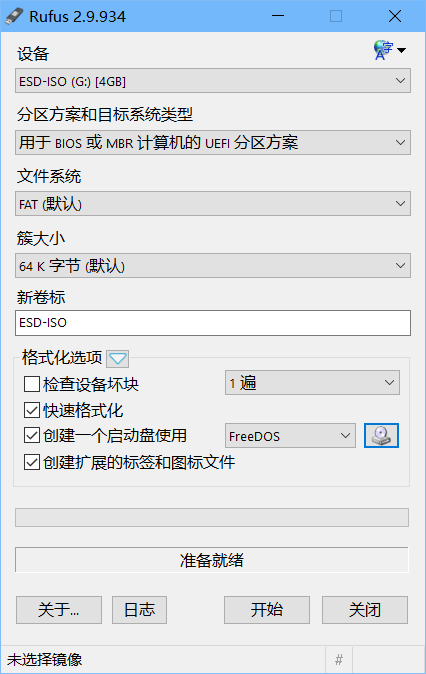 Rufus 2.9.934
设备
ESD-ISO (G:) [4GB]
分区方案和目标系统类型
用于 BIOS 或 MBR 计算机的 UEFI 分区方案
文件系统
FAT (默认)
簇大小
64 K 字节 (默认)
新卷标
ESD-ISO
格式化选项
检查设备坏块
1 遍
快速格式化
创建一个启动盘使用
FreeDOS
创建扩展的标签和图标文件
准备就绪
关于...
日志
开始
关闭
未选择镜像
#